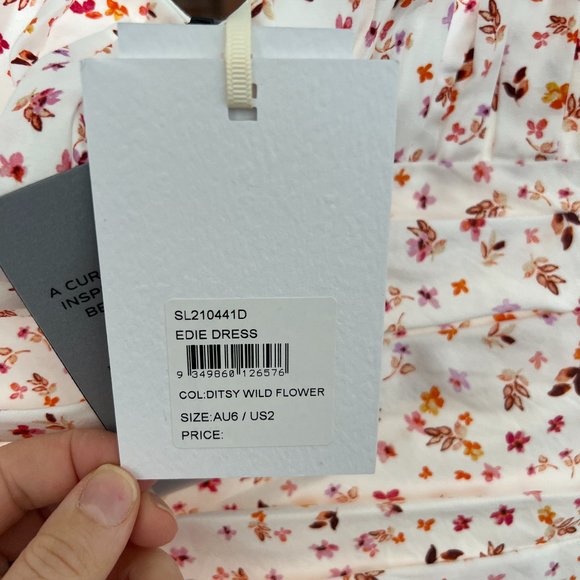 SL210441D
EDIE DRESS
9 349860 126576
COL:DITSY WILD FLOWER
SIZE:AU6 / US2
PRICE:
A CUR
INSP
BE